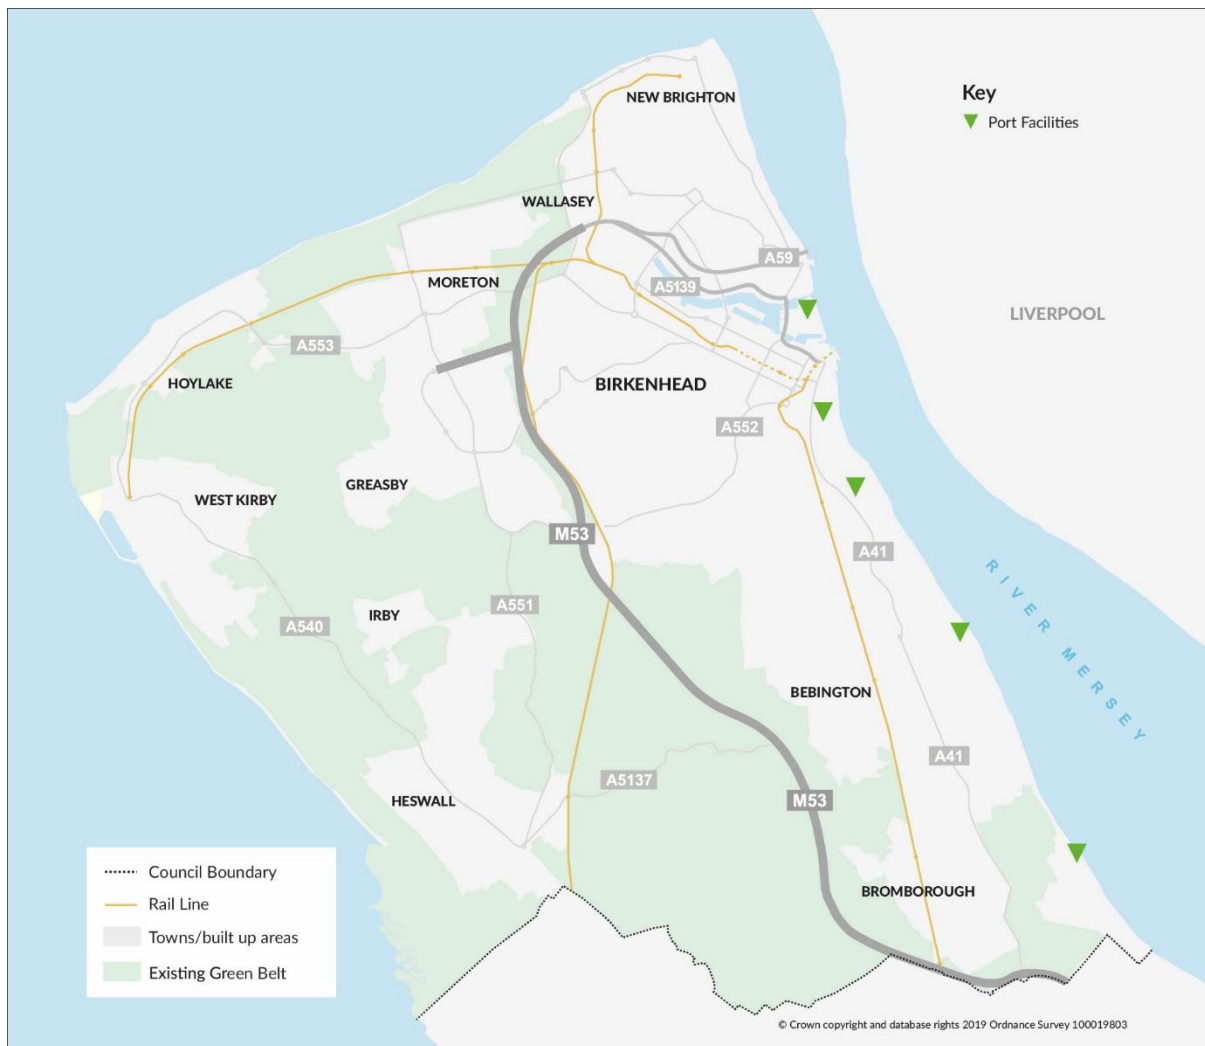 NEW BRIGHTON
Key
Port Facilities
WALLASEY
A59
MORETON
A5139
LIVERPOOL
A553
HOYLAKE
BIRKENHEAD
A552
GREASBY
WEST KIRBY
M53
A41
RIVER MERSEY
A551
IRBY
A540
BEBINGTON
A41
A5137
HESWALL
M53
Council Boundary
BROMBOROUGH
Rail Line
Towns/built up areas
Existing Green Belt
© Crown copyright and database rights 2019 Ordnance Survey 100019803